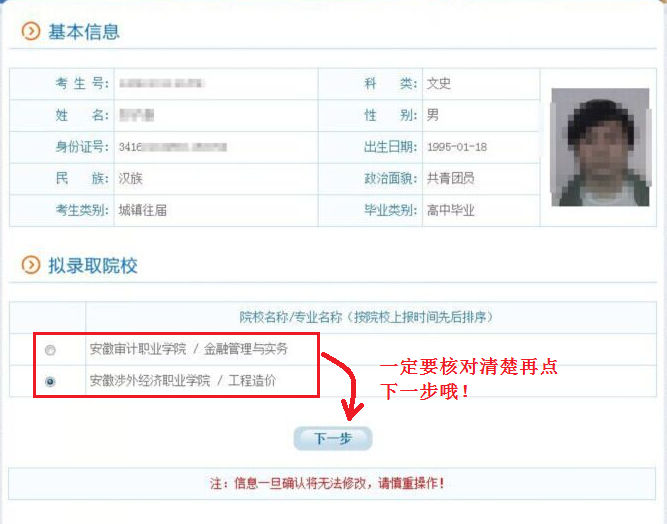 基本信息
考生号： 科类： 文史
姓名： 性别： 男
身份证号： 3416 出生日期： 1995-01-18
民族： 汉族 政治面貌： 共青团员
考生类别： 城镇往届 毕业类别： 高中毕业
拟录取院校
院校名称/专业名称（按院校上报时间先后排序）
安徽审计职业学院 / 金融管理与实务
安徽涉外经济职业学院 / 工程造价
一定要核对清楚再点
下一步哦！
下一步
注：信息一旦确认将无法修改，请慎重操作！